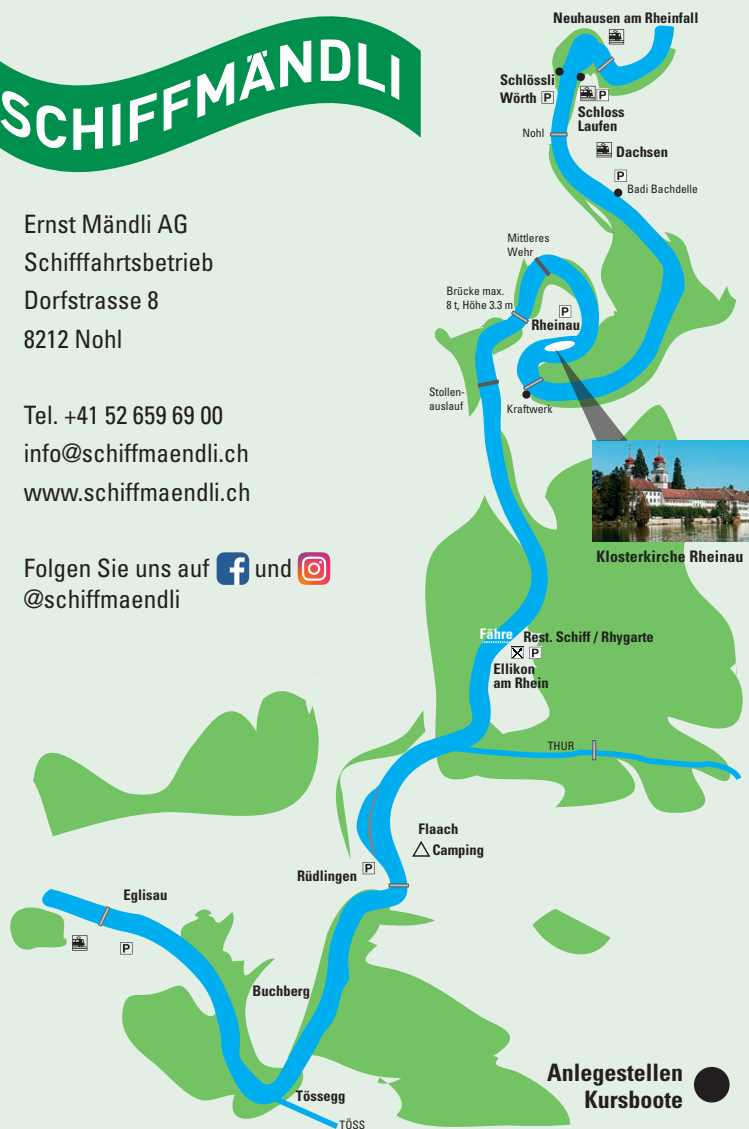 SCHIFFMÄNDLI
Ernst Mändli AG
Schifffahrtsbetrieb
Dorfstrasse 8
8212 Nohl
Tel. +41 52 659 69 00
info@schiffmaendli.ch
www.schiffmaendli.ch
Folgen Sie uns auf f und
@schiffmaendli
Neuhausen am Rheinfall
Schlössli
Wörth P
P
Schloss
Laufen
Nohl
Dachsen
P
Badi Bachdelle
Mittleres
Wehr
Brücke max.
8 t, Höhe 3.3 m
P
Rheinau
Stollen-
auslauf
Kraftwerk
Klosterkirche Rheinau
Fähre
Rest. Schiff / Rhygarte
P
Ellikon
am Rhein
THUR
Flaach
Camping
P
Rüdlingen
Eglisau
P
Buchberg
Tössegg
TÖSS
Anlegestellen
Kursboote